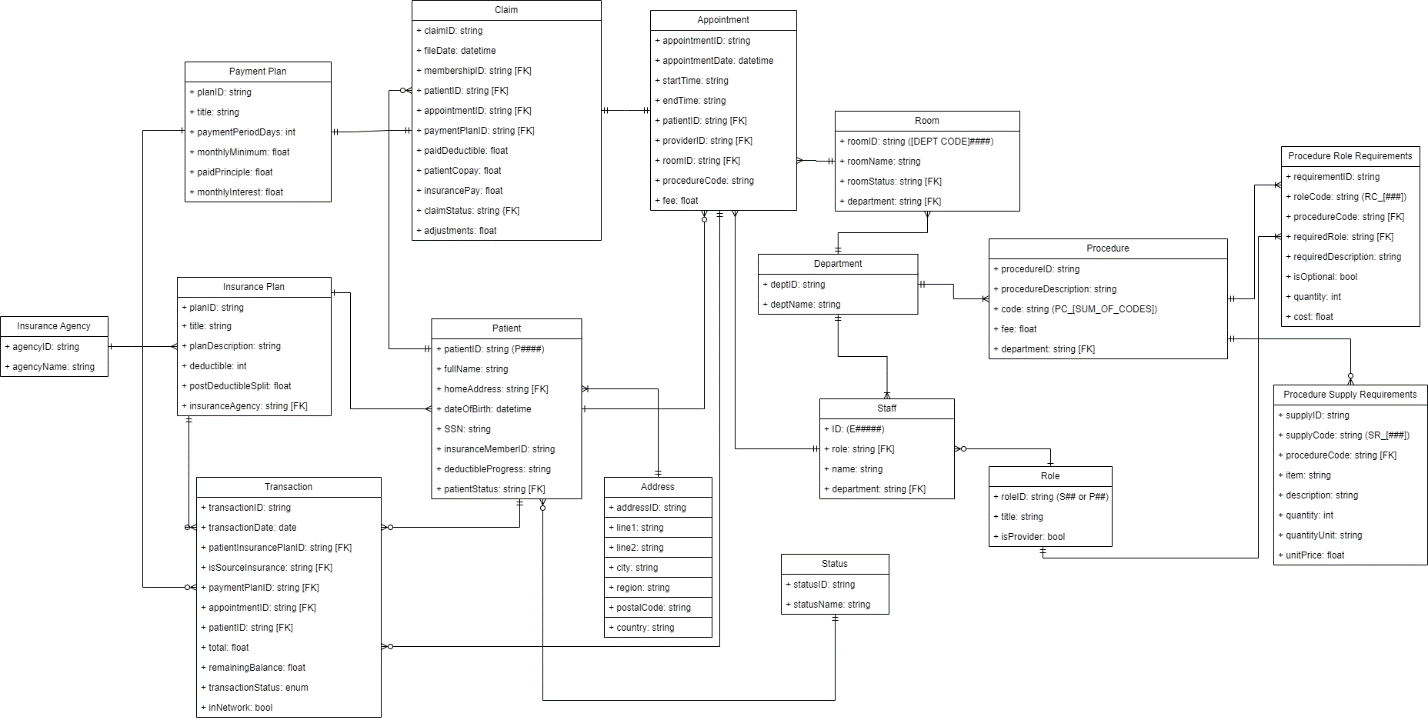 Claim
+ claimID: string
+ fileDate: datetime
+ membershipID: string [FK]
+ patientID: string [FK]
+ appointmentID: string [FK]
+ paymentPlanID: string [FK]
+ paidDeductible: float
+ patientCopay: float
+ insurancePay: float
+ claimStatus: string [FK]
+ adjustments: float
Appointment
+ appointmentID: string
+ appointmentDate: datetime
+ startTime: string
+ endTime: string
+ patientID: string [FK]
+ providerID: string [FK]
+ roomID: string [FK]
+ procedureCode: string
+ fee: float
Payment Plan
+ planID: string
+ title: string
+ paymentPeriodDays: int
+ monthlyMinimum: float
+ paidPrinciple: float
+ monthlyInterest: float
Room
+ roomID: string ([DEPT CODE]####)
+ roomName: string
+ roomStatus: string [FK]
+ department: string [FK]
Procedure Role Requirements
+ requirementID: string
+ roleCode: string (RC_[###])
+ procedureCode: string [FK]
+ requiredRole: string [FK]
+ requiredDescription: string
+ isOptional: bool
+ quantity: int
+ cost: float
Procedure
+ procedureID: string
+ procedureDescription: string
+ code: string (PC_[SUM_OF_CODES])
+ fee: float
+ department: string [FK]
Department
+ deptID: string
+ deptName: string
Insurance Plan
+ planID: string
+ title: string
+ planDescription: string
+ deductible: int
+ postDeductibleSplit: float
+ insuranceAgency: string [FK]
Insurance Agency
+ agencyID: string
+ agencyName: string
Patient
+ patientID: string (P####)
+ fullName: string
+ homeAddress: string [FK]
+ dateOfBirth: datetime
+ SSN: string
+ insuranceMemberID: string
+ deductibleProgress: string
+ patientStatus: string [FK]
Procedure Supply Requirements
+ supplyID: string
+ supplyCode: string (SR_[###])
+ procedureCode: string [FK]
+ item: string
+ description: string
+ quantity: int
+ quantityUnit: string
+ unitPrice: float
Staff
+ ID: (E#####)
+ role: string [FK]
+ name: string
+ department: string [FK]
Role
+ roleID: string (S## or P##)
+ title: string
+ isProvider: bool
Transaction
+ transactionID: string
+ transactionDate: date
+ patientInsurancePlanID: string [FK]
+ isSourceInsurance: string [FK]
+ paymentPlanID: string [FK]
+ appointmentID: string [FK]
+ patientID: string [FK]
+ total: float
+ remainingBalance: float
+ transactionStatus: enum
+ inNetwork: bool
Address
+ addressID: string
+ line1: string
+ line2: string
+ city: string
+ region: string
+ postalCode: string
+ country: string
Status
+ statusID: string
+ statusName: string